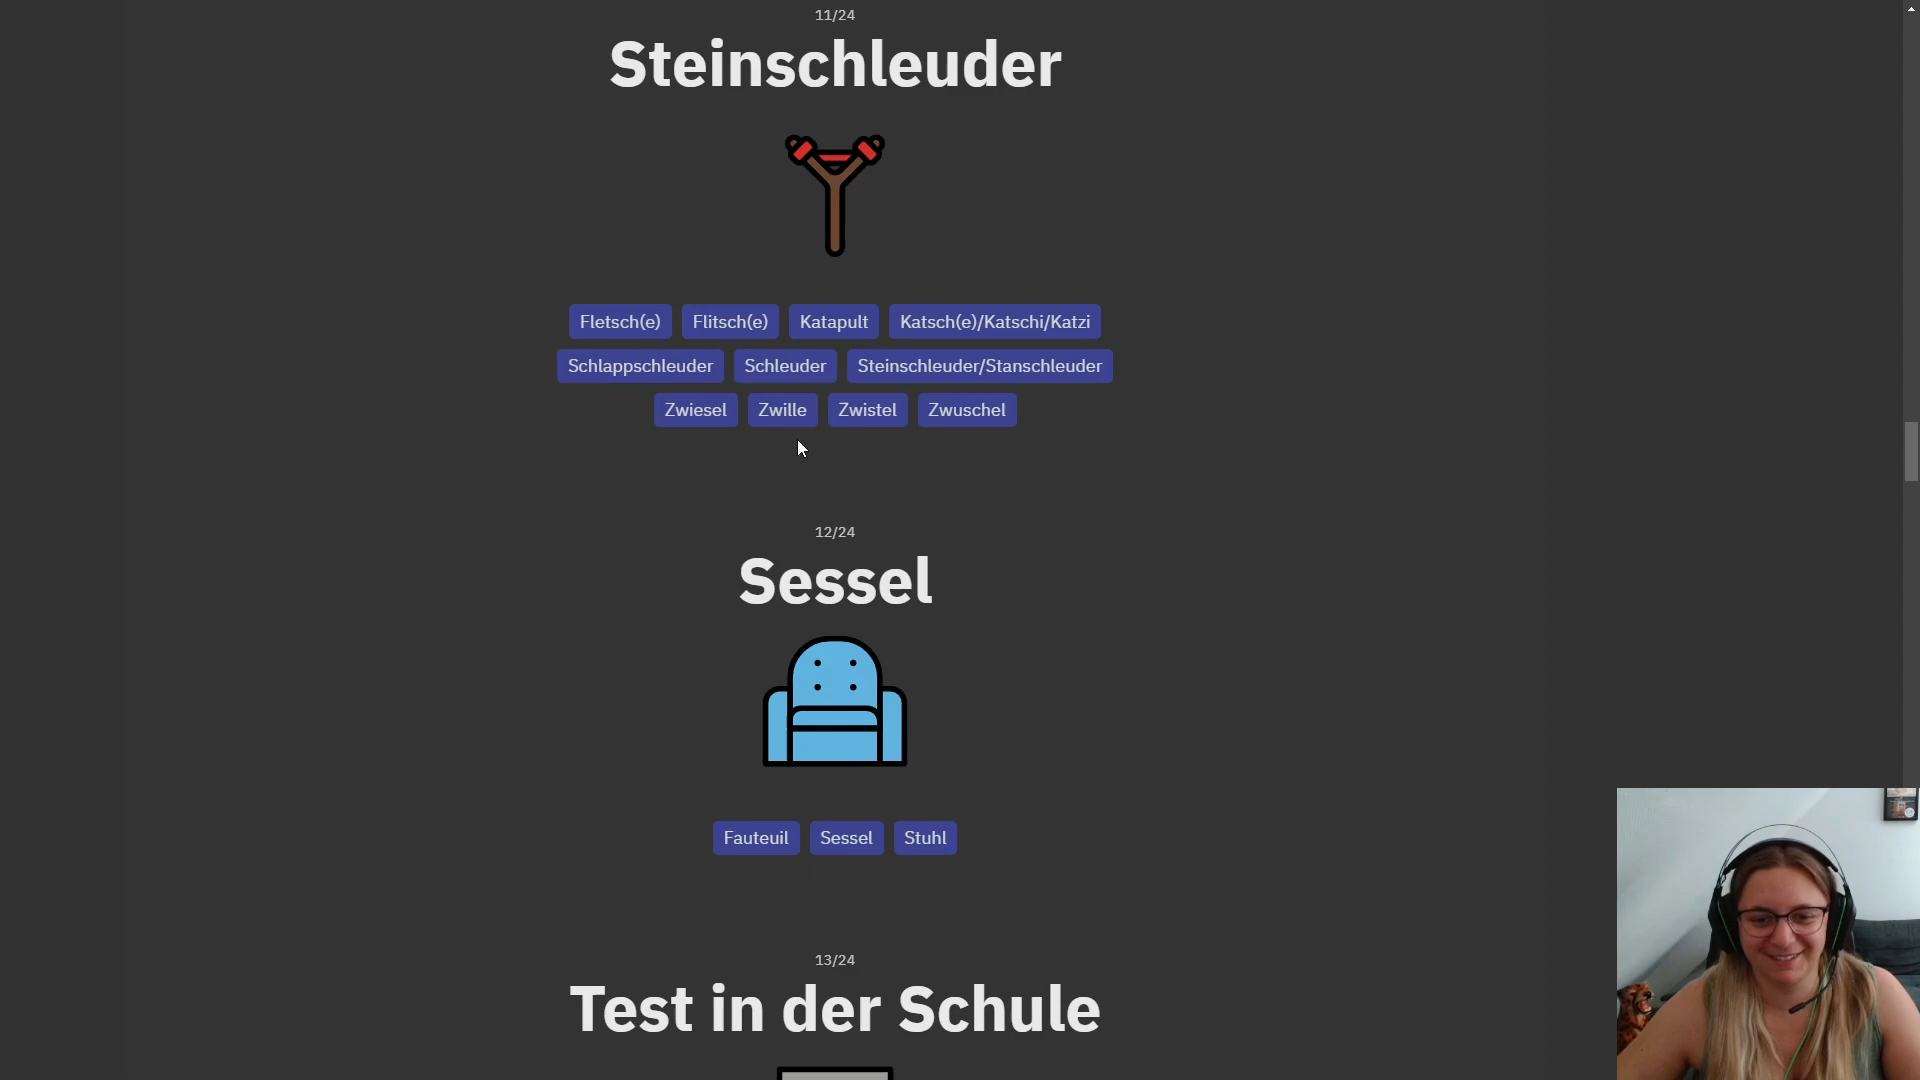 11/24
Steinschleuder
Fletsch(e) Flitsch(e) Katapult Katsch(e)/Katschi/Katzi
Schlappschleuder Schleuder Steinschleuder/Stanschleuder
Zwiesel Zwille Zwistel Zwuschel
12/24
Sessel
Fauteuil Sessel Stuhl
13/24
Test in der Schule